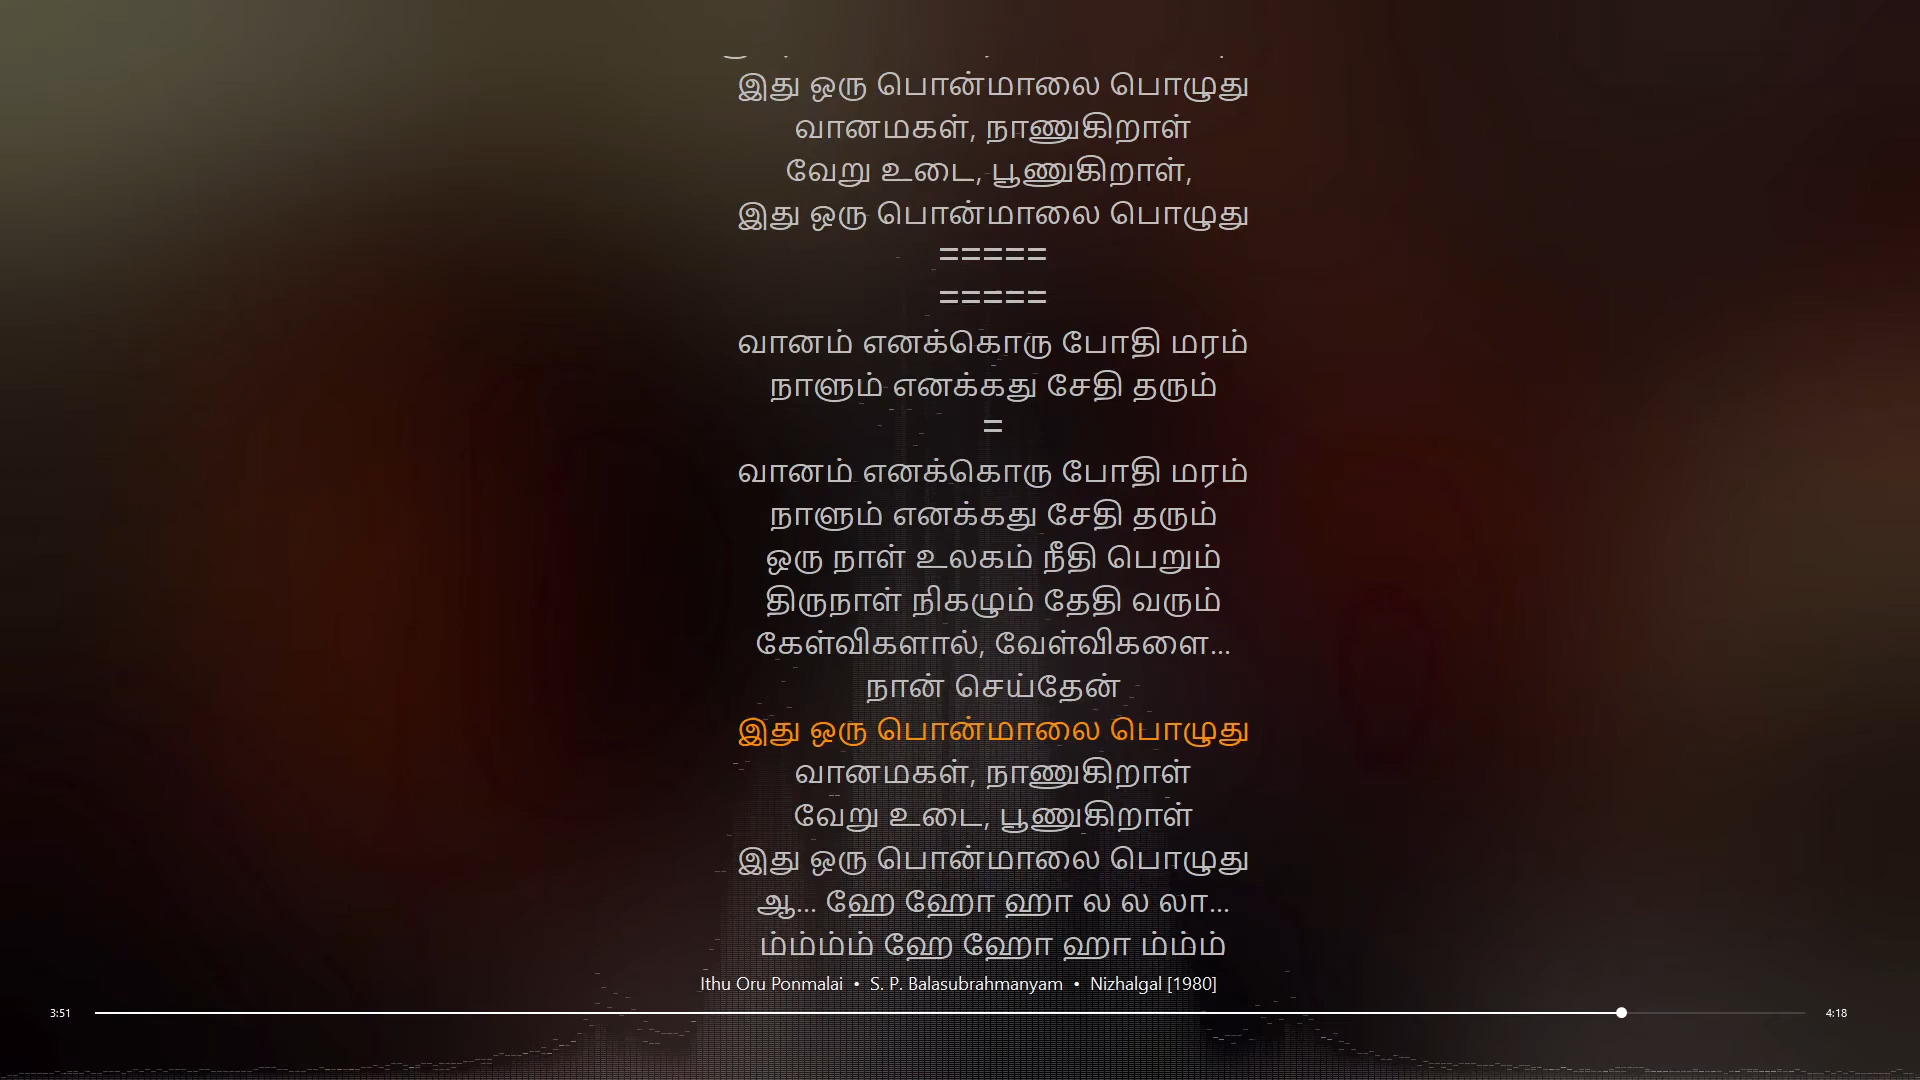 இது ஒரு பொன்மாலை பொழுது
வானமகள், நாணுகிறாள்
வேறு உடை, பூணுகிறாள்,
இது ஒரு பொன்மாலை பொழுது
=====
=====
வானம் எனக்கொரு போதி மரம்
நாளும் எனக்கது சேதி தரும்
=
வானம் எனக்கொரு போதி மரம்
நாளும் எனக்கது சேதி தரும்
ஒரு நாள் உலகம் நீதி பெறும்
திருநாள் நிகழும் தேதி வரும்
கேள்விகளால், வேள்விகளை...
நான் செய்தேன்
இது ஒரு பொன்மாலை பொழுது
வானமகள், நாணுகிறாள்
வேறு உடை, பூணுகிறாள்
இது ஒரு பொன்மாலை பொழுது
ஆ... ஹே ஹோ ஹா ல ல லா...
ம்ம்ம்ம் ஹே ஹோ ஹா ம்ம்ம்
Ithu Oru Ponmalai • S. P. Balasubrahmanyam • Nizhalgal [1980]
3:51 4:18